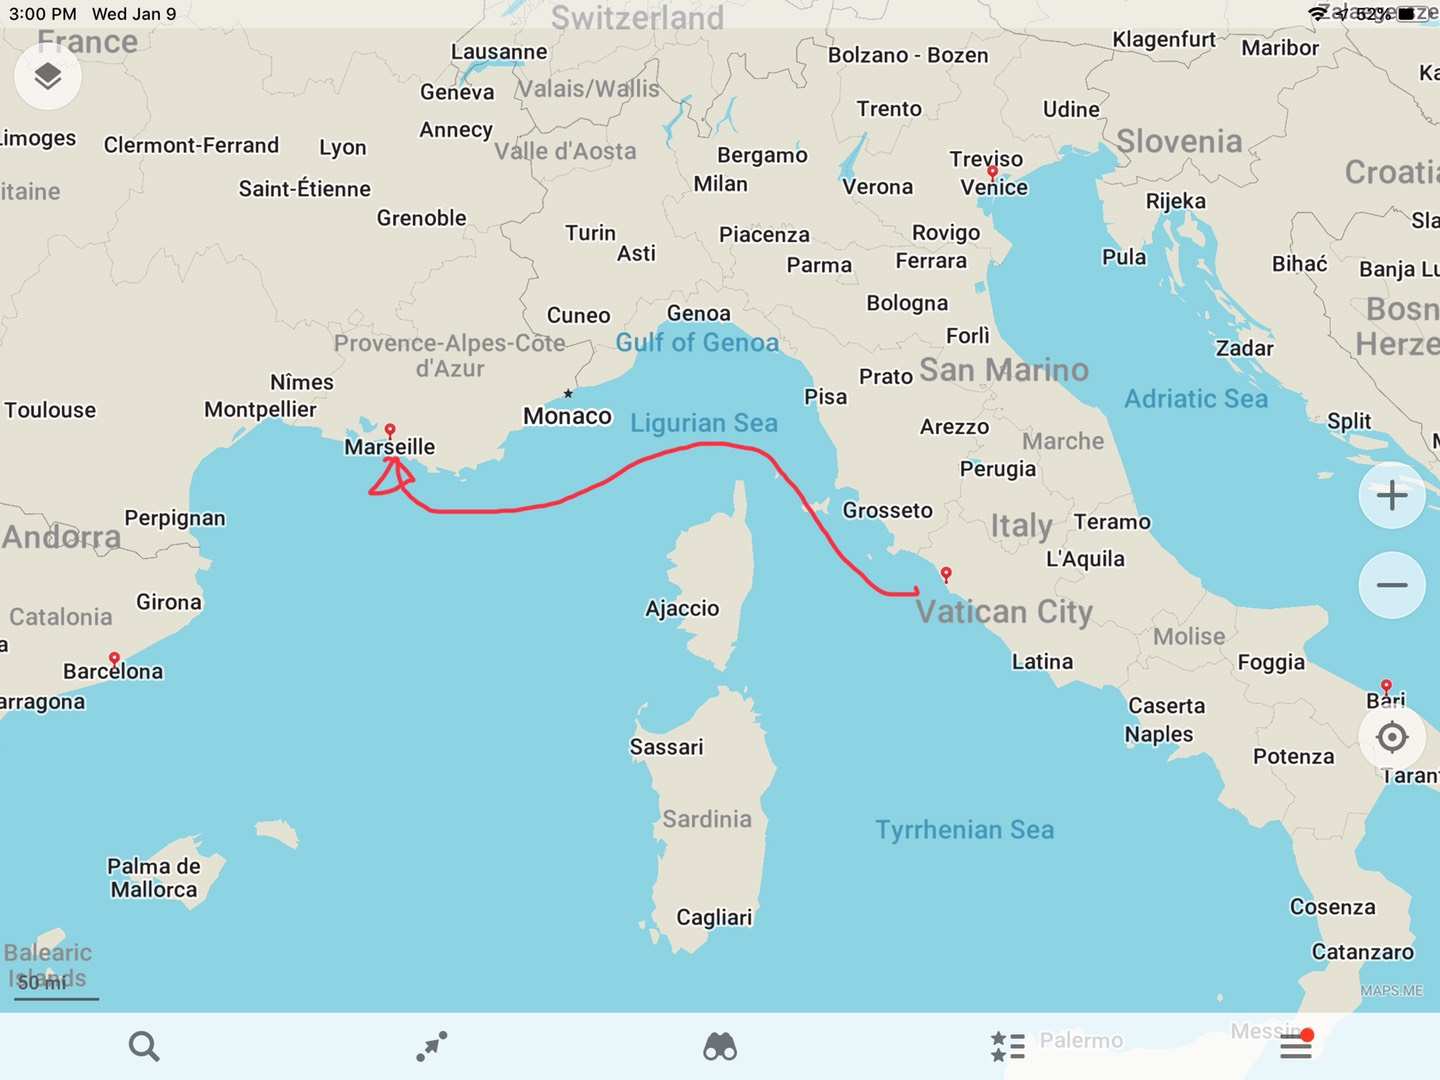 3:00 PM Wed Jan 9
52%
Switzerland
France
Lausanne
Bolzano - Bozen
Klagenfurt
Maribor
Geneva
Valais/Wallis
Annecy
Trento
Udine
Limoges
Clermont-Ferrand
Lyon
Valle d'Aosta
Bergamo
Treviso
Slovenia
Croatia
itaine
Saint-Étienne
Milan
Verona
Venice
Rijeka
Grenoble
Turin
Asti
Piacenza
Rovigo
Sla
Parma
Ferrara
Pula
Bihać
Banja Lu
Cuneo
Genoa
Bologna
Bosn
Herze
Provence-Alpes-Côte
d'Azur
Gulf of Genoa
Forlì
Zadar
Nîmes
Prato
San Marino
Toulouse
Montpellier
Monaco
Pisa
Adriatic Sea
Ligurian Sea
Arezzo
Split
Marseille
Marche
Perugia
Perpignan
Grosseto
Italy
Teramo
Andorra
L'Aquila
Catalonia
Girona
Ajaccio
Vatican City
Molise
Barcelona
Latina
Foggia
arragona
Caserta
Bari
Sassari
Naples
Potenza
Tarant
Sardinia
Tyrrhenian Sea
Palma de
Mallorca
Cagliari
Cosenza
Balearic
Islands
Catanzaro
50 mi
MAPS.ME
Palermo
Messin